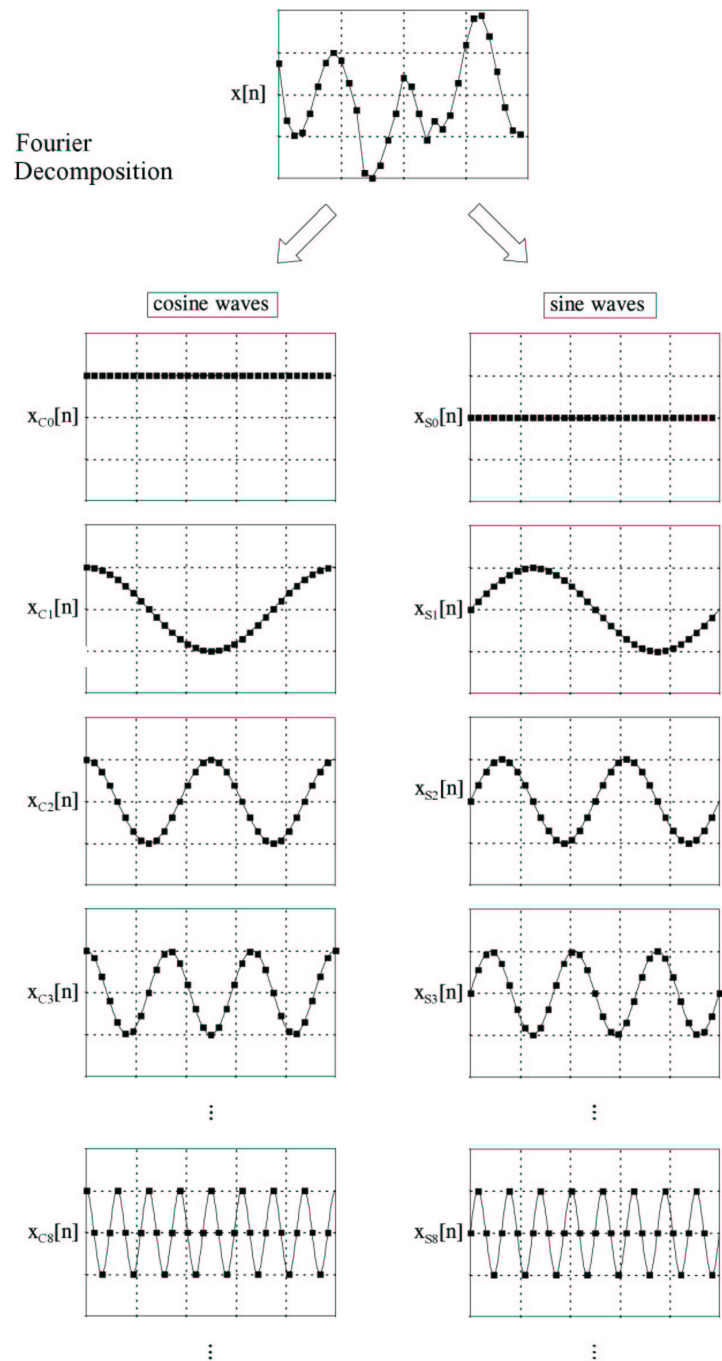 x[n]
Fourier
Decomposition
cosine waves
sine waves
xC0[n]
xS0[n]
xC1[n]
xS1[n]
xC2[n]
xS2[n]
xC3[n]
xS3[n]
⋮
⋮
xC8[n]
xS8[n]
⋮
⋮